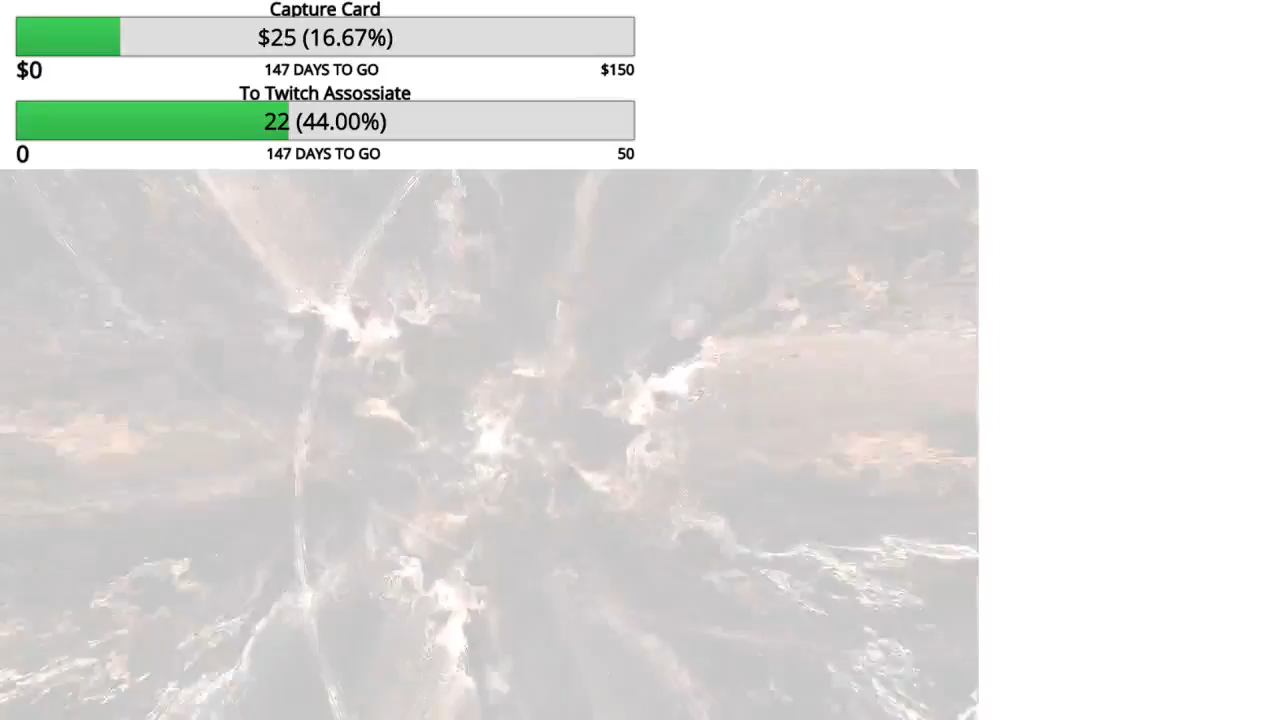 Capture Card
$25 (16.67%)
$0 147 DAYS TO GO $150
To Twitch Assossiate
22 (44.00%)
0 147 DAYS TO GO 50